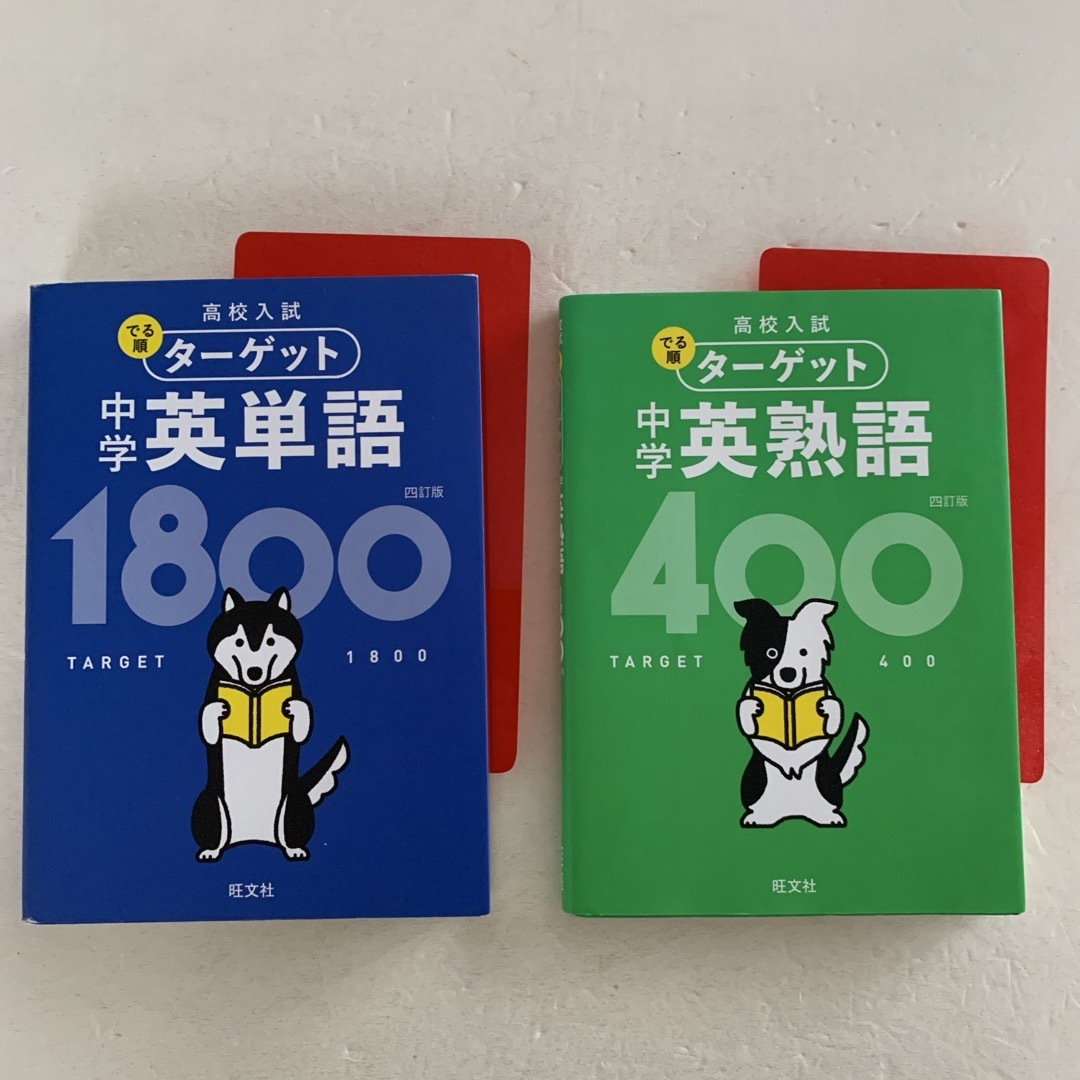 高校入試
でる順
ターゲット
中学
英単語
1800
四訂版
TARGET 1800
旺文社
高校入試
でる順
ターゲット
中学
英熟語
400
四訂版
TARGET 400
旺文社